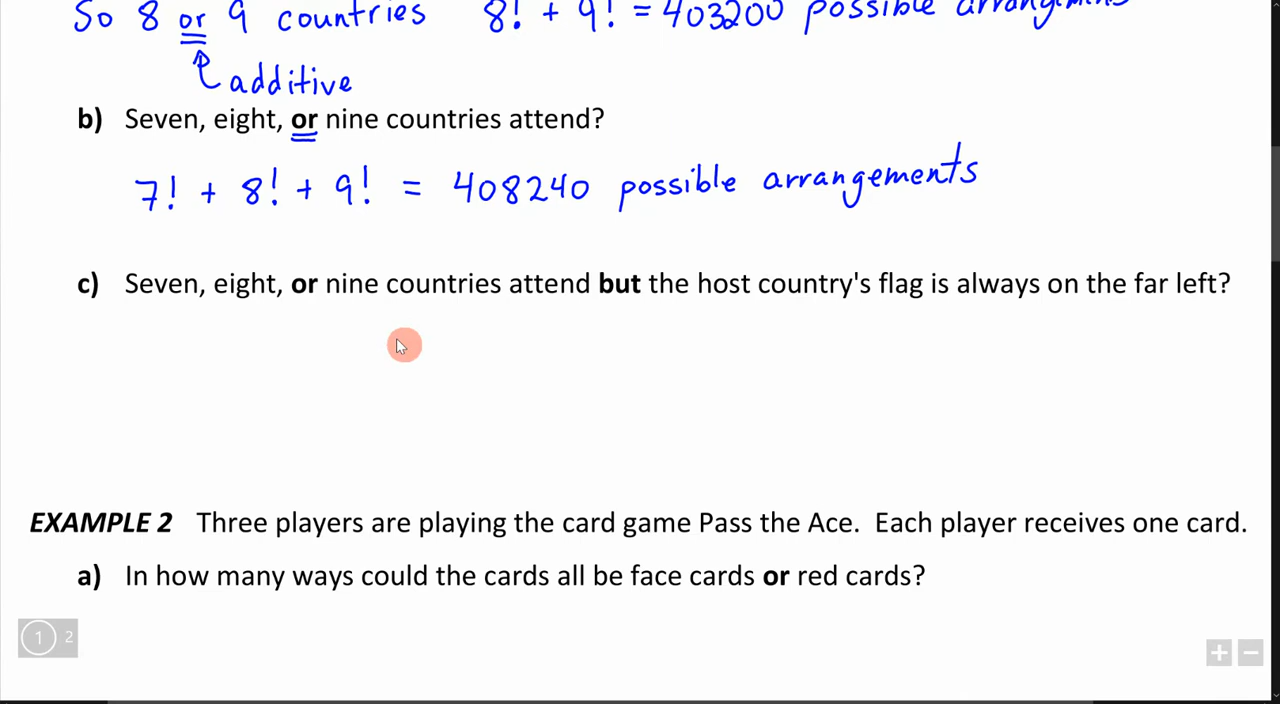 So 8 or 9 countries 8! + 9! = 403200 possible arrangements
additive
b) Seven, eight, or nine countries attend?
7! + 8! + 9! = 408240 possible arrangements
c) Seven, eight, or nine countries attend but the host country's flag is always on the far left?
EXAMPLE 2 Three players are playing the card game Pass the Ace. Each player receives one card.
a) In how many ways could the cards all be face cards or red cards?
1 2
+ −